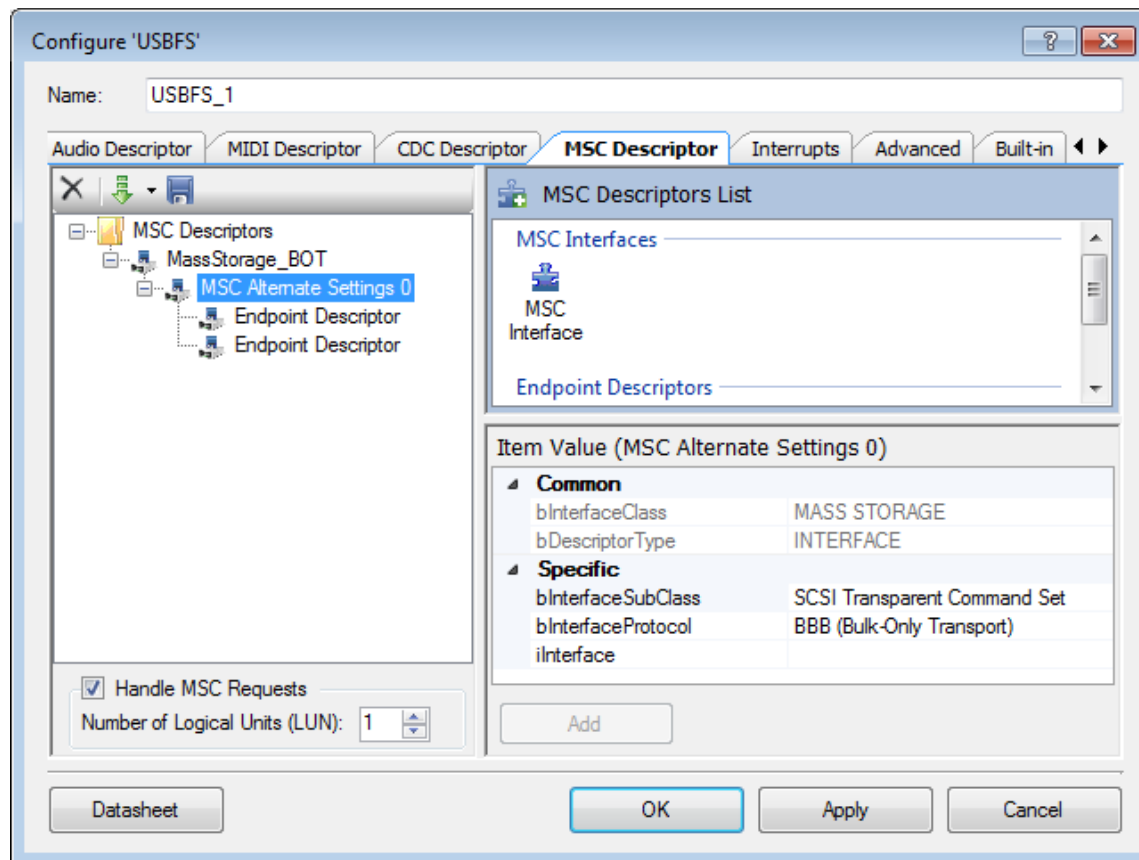 Configure 'USBFS'
Name: USBFS_1
Audio Descriptor MIDI Descriptor CDC Descriptor MSC Descriptor Interrupts Advanced Built-in
MSC Descriptors
MassStorage_BOT
MSC Alternate Settings 0
Endpoint Descriptor
Endpoint Descriptor
Handle MSC Requests
Number of Logical Units (LUN): 1
MSC Descriptors List
MSC Interfaces
MSC
Interface
Endpoint Descriptors
Item Value (MSC Alternate Settings 0)
Common
bInterfaceClass MASS STORAGE
bDescriptorType INTERFACE
Specific
bInterfaceSubClass SCSI Transparent Command Set
bInterfaceProtocol BBB (Bulk-Only Transport)
iInterface
Add
Datasheet OK Apply Cancel